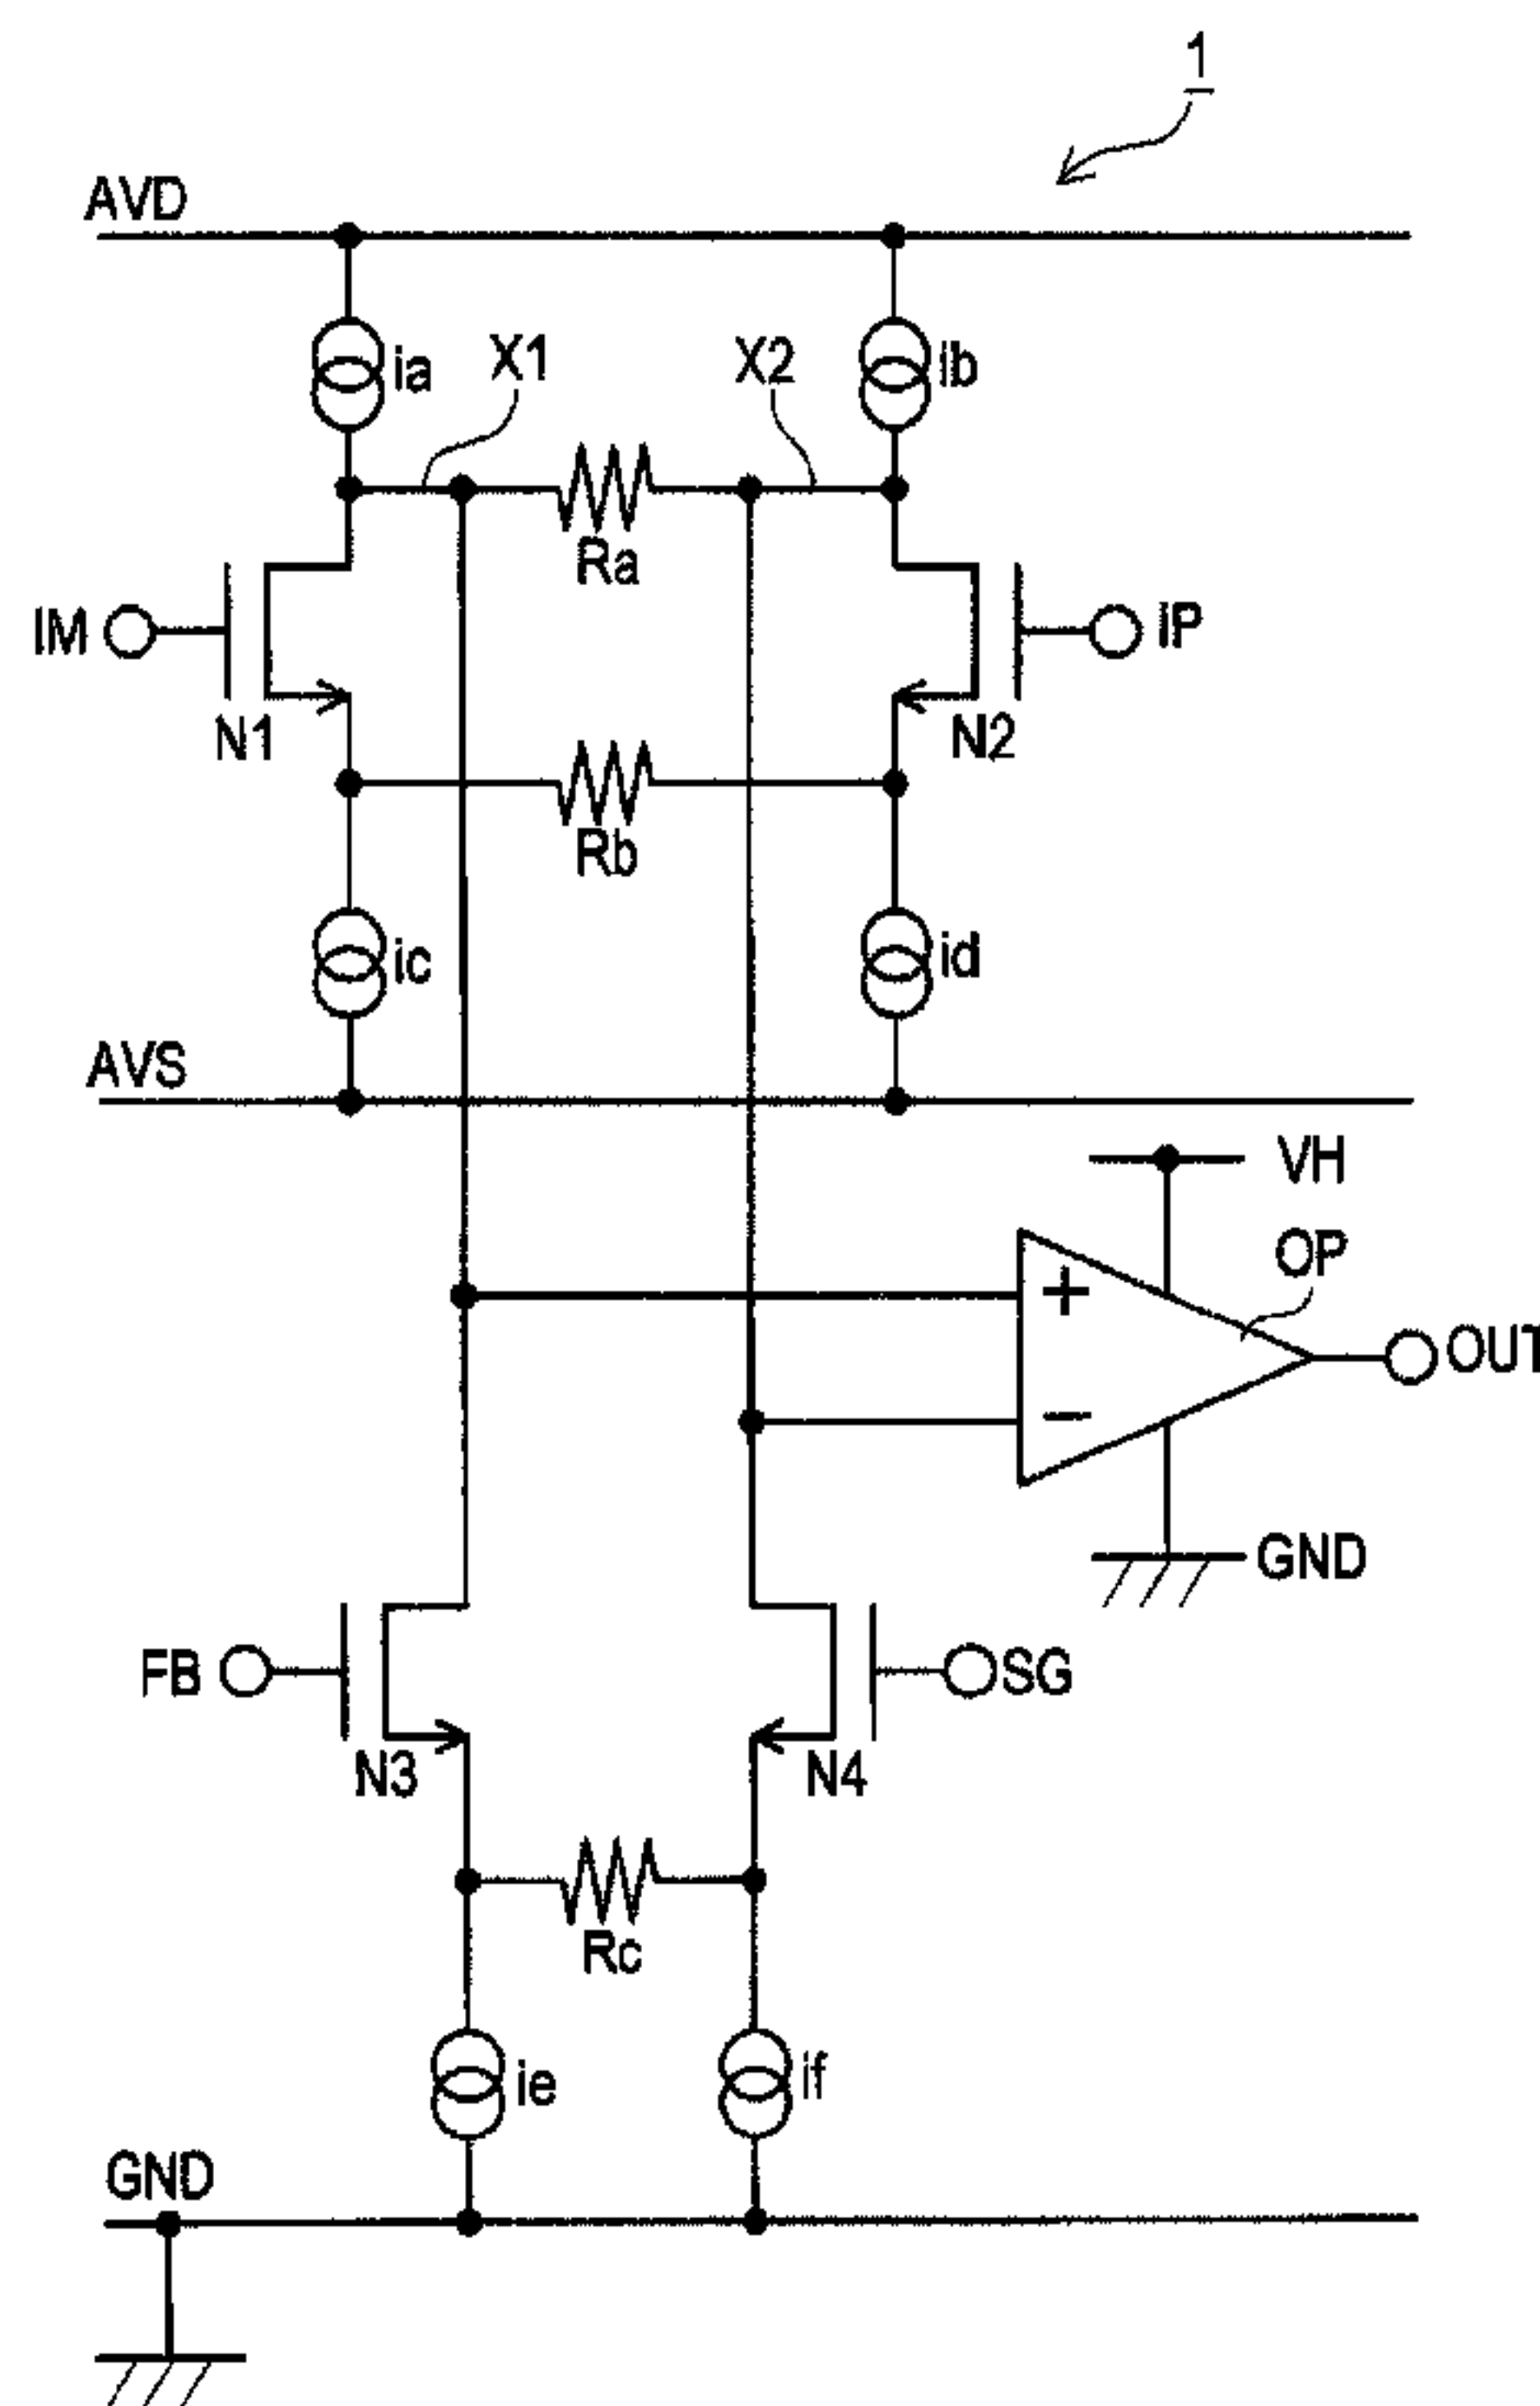 1
AVD
ia
X1
X2
ib
Ra
IM
IP
N1
N2
Rb
ic
id
AVS
VH
OP
+
OUT
−
GND
FB
SG
N3
N4
Rc
ie
if
GND